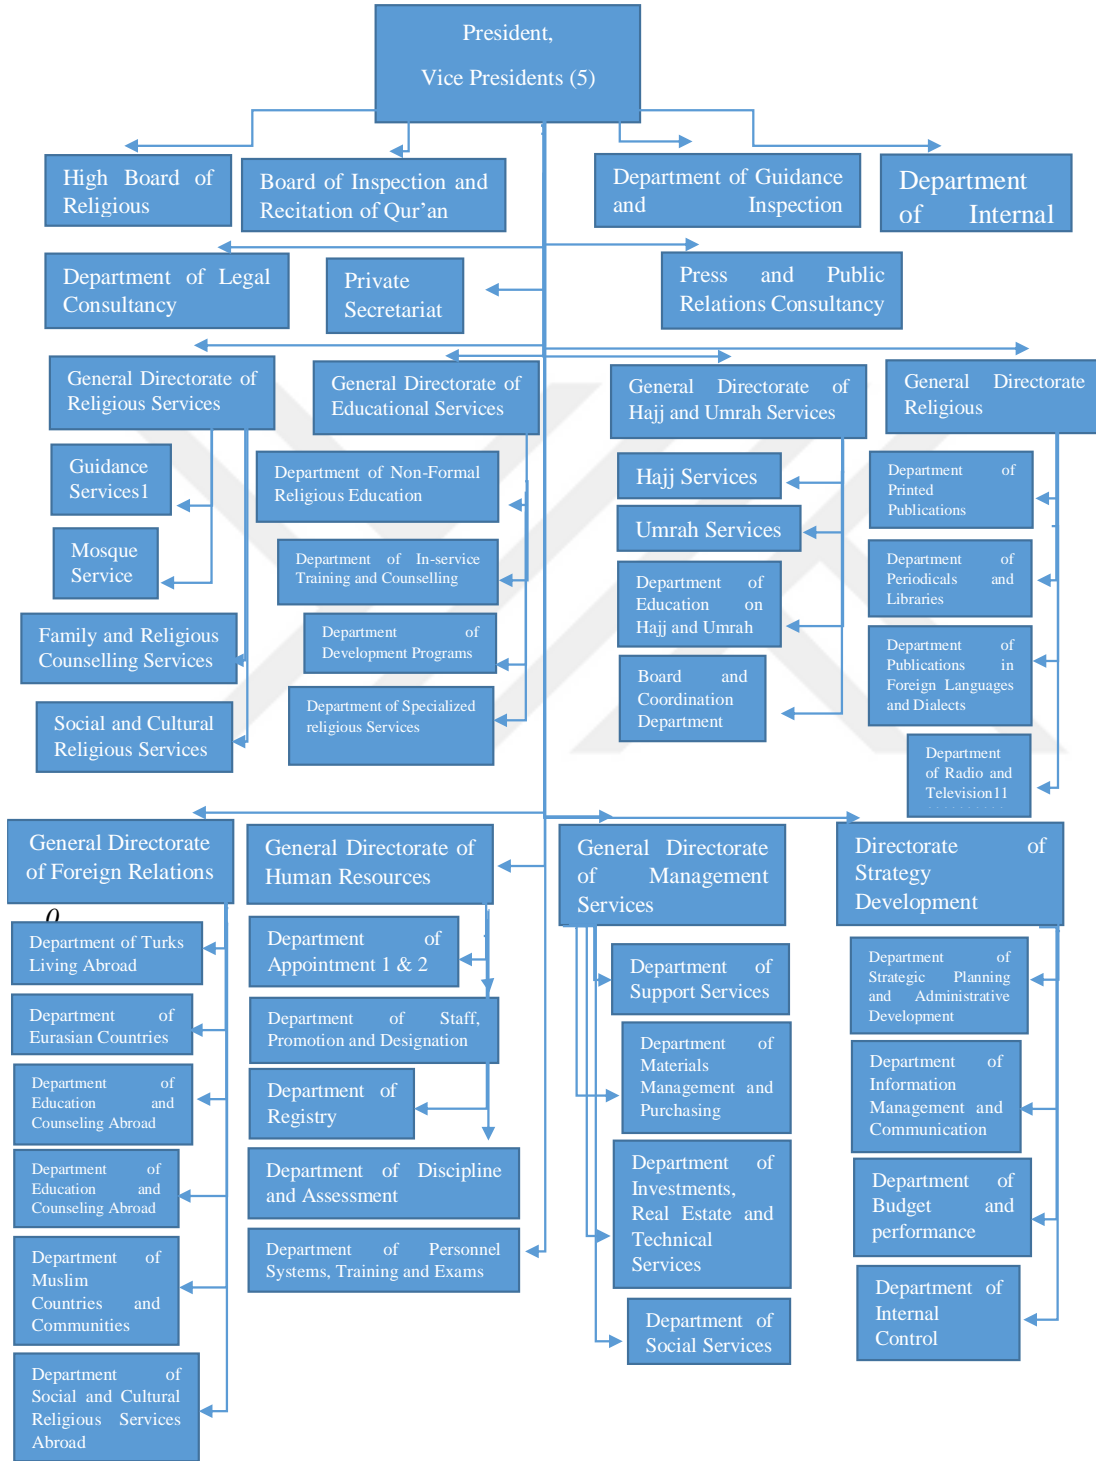 President,
Vice Presidents (5)
High Board of
Religious
Board of Inspection and
Recitation of Qur'an
Department of Guidance
and Inspection
Department
of Internal
Department of Legal
Consultancy
Private
Secretariat
Press and Public
Relations Consultancy
General Directorate of
Religious Services
General Directorate of
Educational Services
General Directorate of
Hajj and Umrah Services
General Directorate
Religious
Guidance
Services1
Mosque
Service
Family and Religious
Counselling Services
Social and Cultural
Religious Services
Department of Non-Formal
Religious Education
Department of In-service
Training and Counselling
Department of
Development Programs
Department of Specialized
religious Services
Hajj Services
Umrah Services
Department of
Education on
Hajj and Umrah
Board and
Coordination
Department
Department of
Printed
Publications
Department of
Periodicals and
Libraries
Department of
Publications in
Foreign Languages
and Dialects
Department
of Radio and
Television11
General Directorate
of Foreign Relations
General Directorate of
Human Resources
General Directorate
of Management
Services
Directorate of
Strategy
Development
Department of Turks
Living Abroad
Department of
Eurasian Countries
Department of
Education and
Counseling Abroad
Department of
Education and
Counseling Abroad
Department of
Muslim
Countries and
Communities
Department of
Social and Cultural
Religious Services
Abroad
Department of
Appointment 1 & 2
Department of Staff,
Promotion and Designation
Department of
Registry
Department of Discipline
and Assessment
Department of Personnel
Systems, Training and Exams
Department of
Support Services
Department of
Materials
Management and
Purchasing
Department of
Investments,
Real Estate and
Technical
Services
Department of
Social Services
Department of
Strategic Planning
and Administrative
Development
Department of
Information
Management and
Communication
Department of
Budget and
performance
Department of
Internal
Control